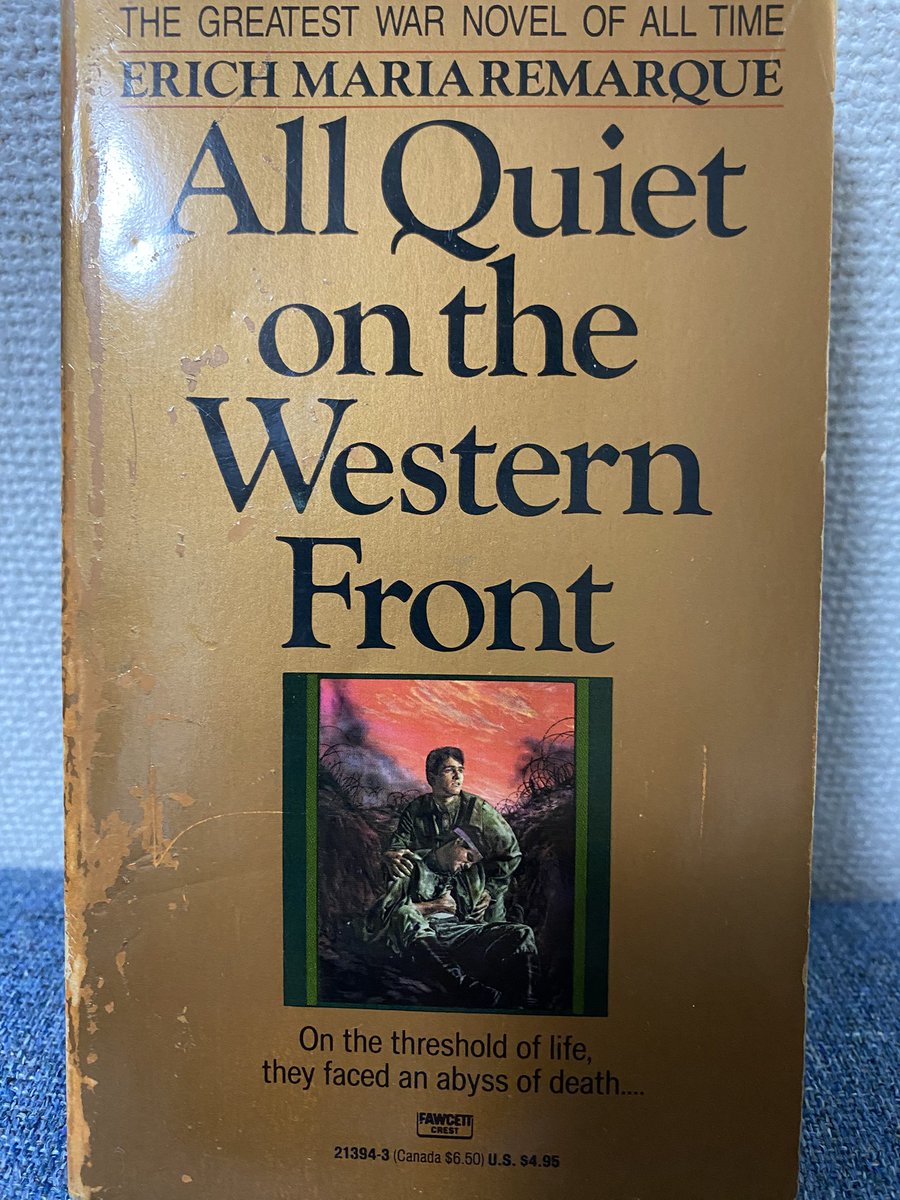 THE GREATEST WAR NOVEL OF ALL TIME
ERICH MARIA REMARQUE
All Quiet
on the
Western
Front
On the threshold of life,
they faced an abyss of death....
FAWCETT
CREST
21394-3 (Canada $6.50) U.S. $4.95